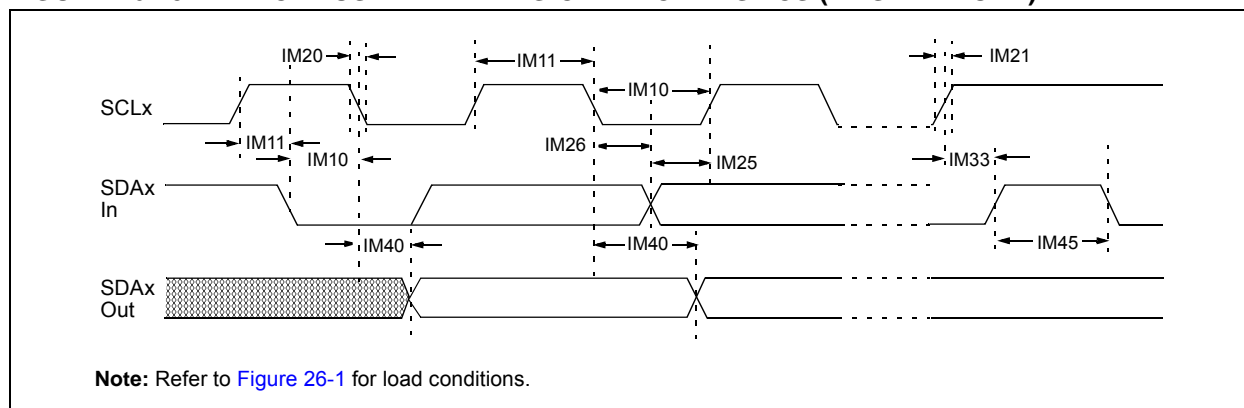 IM20
IM11
IM21
SCLx
IM10
IM11
IM26
IM10
IM25
IM33
SDAx
In
IM40
IM40
IM45
SDAx
Out
Note: Refer to Figure 26-1 for load conditions.